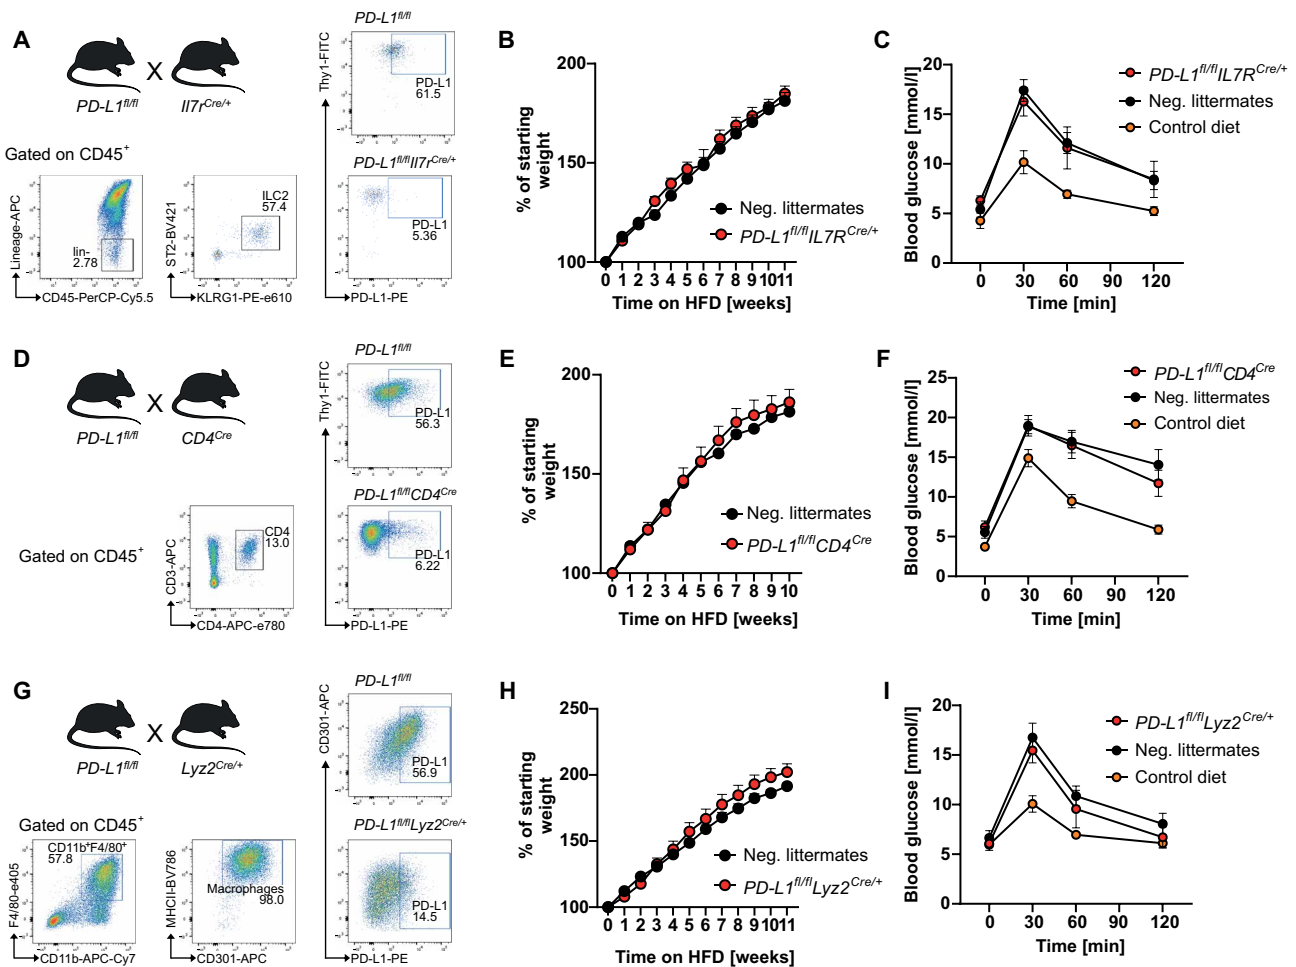 A
PD-L1fl/fl
X
Il7rCre/+
Gated on CD45+
Lineage-APC
lin-
2.78
CD45-PerCP-Cy5.5
ST2-BV421
ILC2
57.4
KLRG1-PE-e610
PD-L1fl/fl
Thy1-FITC
PD-L1
61.5
PD-L1fl/flIl7rCre/+
PD-L1
5.36
PD-L1-PE
B
% of starting
weight
200
150
100
Neg. littermates
PD-L1fl/flIL7RCre/+
0 1 2 3 4 5 6 7 8 9 10 11
Time on HFD [weeks]
C
Blood glucose [mmol/l]
20
15
10
5
0
PD-L1fl/flIL7RCre/+
Neg. littermates
Control diet
0 30 60 90 120
Time [min]
D
PD-L1fl/fl
X
CD4Cre
Gated on CD45+
CD3-APC
CD4
13.0
CD4-APC-e780
PD-L1fl/fl
Thy1-FITC
PD-L1
56.3
PD-L1fl/flCD4Cre
PD-L1
6.22
PD-L1-PE
E
% of starting
weight
200
150
100
Neg. littermates
PD-L1fl/flCD4Cre
0 1 2 3 4 5 6 7 8 9 10
Time on HFD [weeks]
F
Blood glucose [mmol/l]
25
20
15
10
5
0
PD-L1fl/flCD4Cre
Neg. littermates
Control diet
0 30 60 90 120
Time [min]
G
PD-L1fl/fl
X
Lyz2Cre/+
Gated on CD45+
F4/80-e405
CD11b+F4/80+
57.8
CD11b-APC-Cy7
MHCII-BV786
Macrophages
98.0
CD301-APC
PD-L1fl/fl
CD301-APC
PD-L1
56.9
PD-L1fl/flLyz2Cre/+
PD-L1
14.5
PD-L1-PE
H
% of starting
weight
250
200
150
100
Neg. littermates
PD-L1fl/flLyz2Cre/+
0 1 2 3 4 5 6 7 8 9 10 11
Time on HFD [weeks]
I
Blood glucose [mmol/l]
20
15
10
5
0
PD-L1fl/flLyz2Cre/+
Neg. littermates
Control diet
0 30 60 90 120
Time [min]